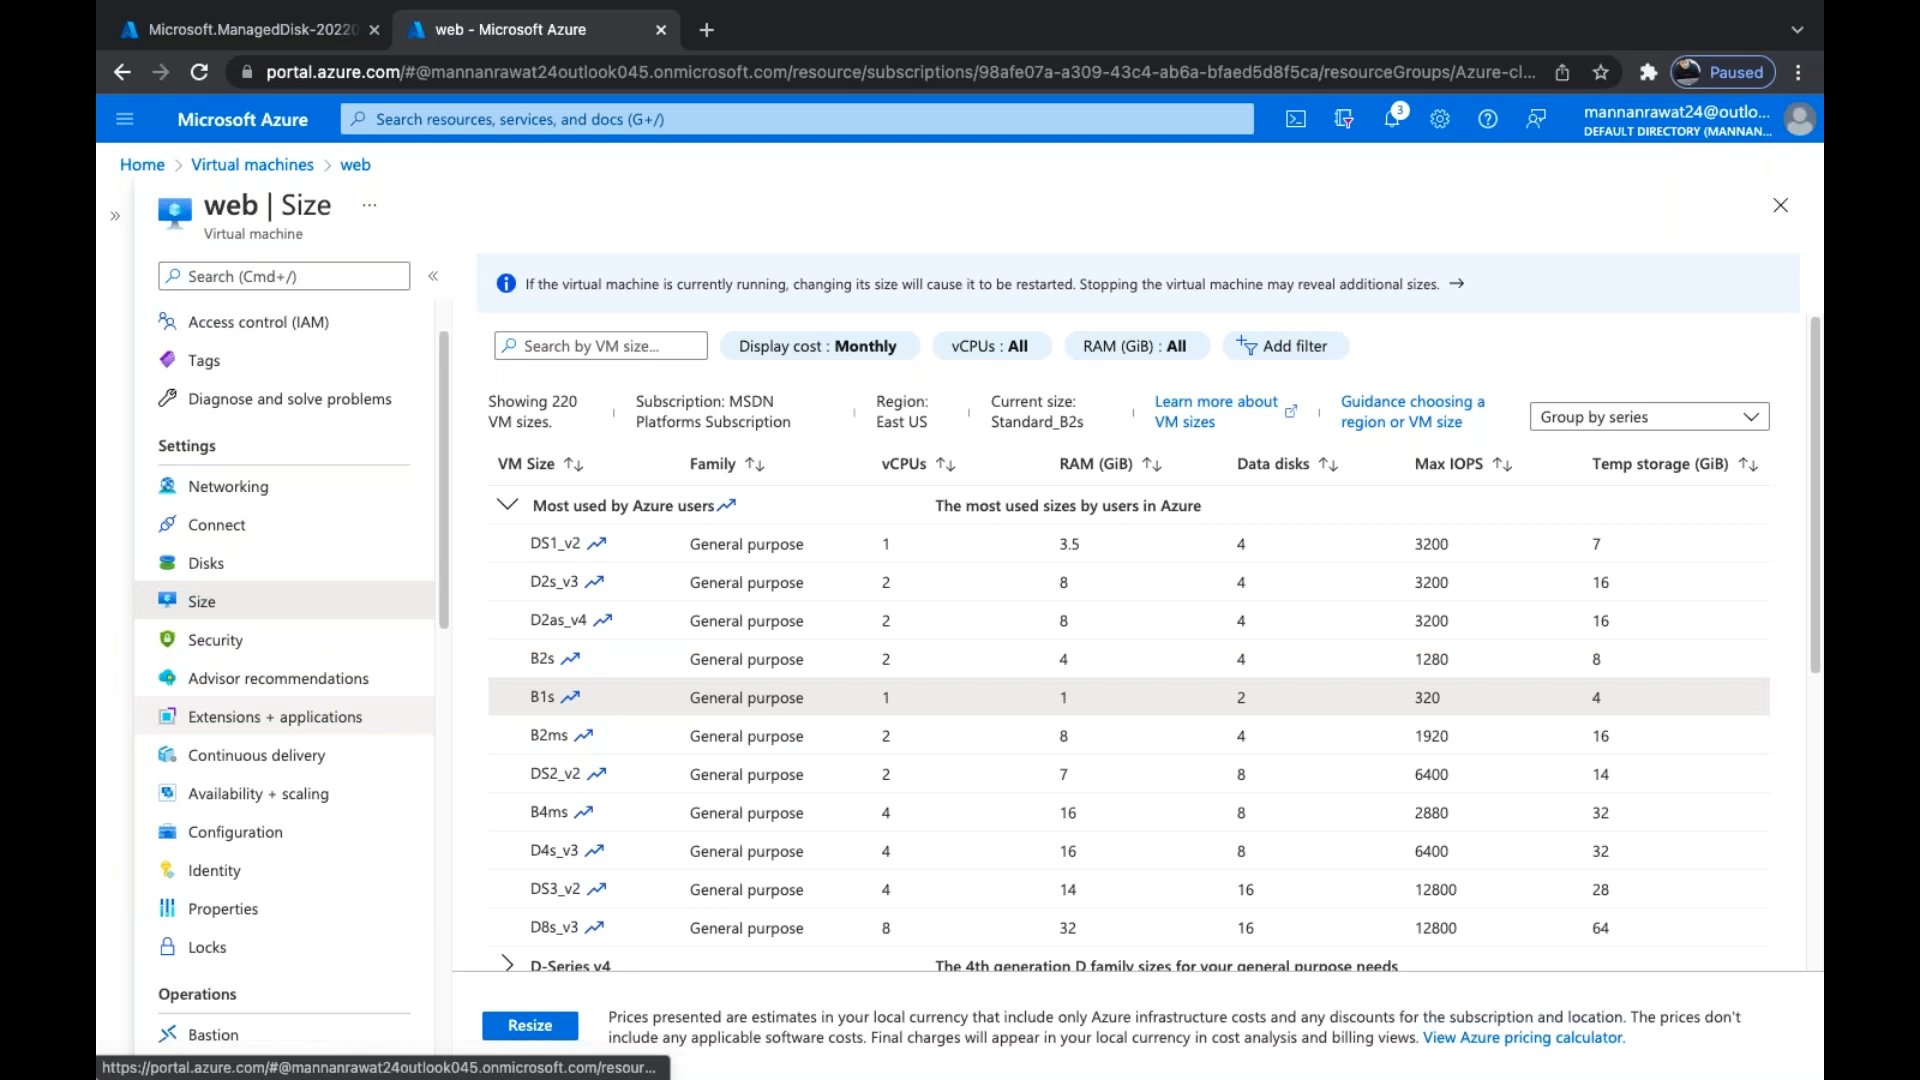 Microsoft.ManagedDisk-20220
web - Microsoft Azure
portal.azure.com/#@mannanrawat24outlook045.onmicrosoft.com/resource/subscriptions/98afe07a-a309-43c4-ab6a-bfaed5d8f5ca/resourceGroups/Azure-cl...
Paused
Microsoft Azure
Search resources, services, and docs (G+/)
3
mannanrawat24@outlo...
DEFAULT DIRECTORY (MANNAN...
Home > Virtual machines > web
web | Size ...
Virtual machine
Search (Cmd+/)
Access control (IAM)
Tags
Diagnose and solve problems
Settings
Networking
Connect
Disks
Size
Security
Advisor recommendations
Extensions + applications
Continuous delivery
Availability + scaling
Configuration
Identity
Properties
Locks
Operations
Bastion
If the virtual machine is currently running, changing its size will cause it to be restarted. Stopping the virtual machine may reveal additional sizes. →
Search by VM size...
Display cost : Monthly
vCPUs : All
RAM (GiB) : All
Add filter
Showing 220
VM sizes.
Subscription: MSDN
Platforms Subscription
Region:
East US
Current size:
Standard_B2s
Learn more about
VM sizes
Guidance choosing a
region or VM size
Group by series
VM Size Family vCPUs RAM (GiB) Data disks Max IOPS Temp storage (GiB)
Most used by Azure users The most used sizes by users in Azure
DS1_v2 General purpose 1 3.5 4 3200 7
D2s_v3 General purpose 2 8 4 3200 16
D2as_v4 General purpose 2 8 4 3200 16
B2s General purpose 2 4 4 1280 8
B1s General purpose 1 1 2 320 4
B2ms General purpose 2 8 4 1920 16
DS2_v2 General purpose 2 7 8 6400 14
B4ms General purpose 4 16 8 2880 32
D4s_v3 General purpose 4 16 8 6400 32
DS3_v2 General purpose 4 14 16 12800 28
D8s_v3 General purpose 8 32 16 12800 64
D-Series v4 The 4th generation D family sizes for your general purpose needs
Resize
Prices presented are estimates in your local currency that include only Azure infrastructure costs and any discounts for the subscription and location. The prices don't
include any applicable software costs. Final charges will appear in your local currency in cost analysis and billing views. View Azure pricing calculator.
https://portal.azure.com/#@mannanrawat24outlook045.onmicrosoft.com/resour...